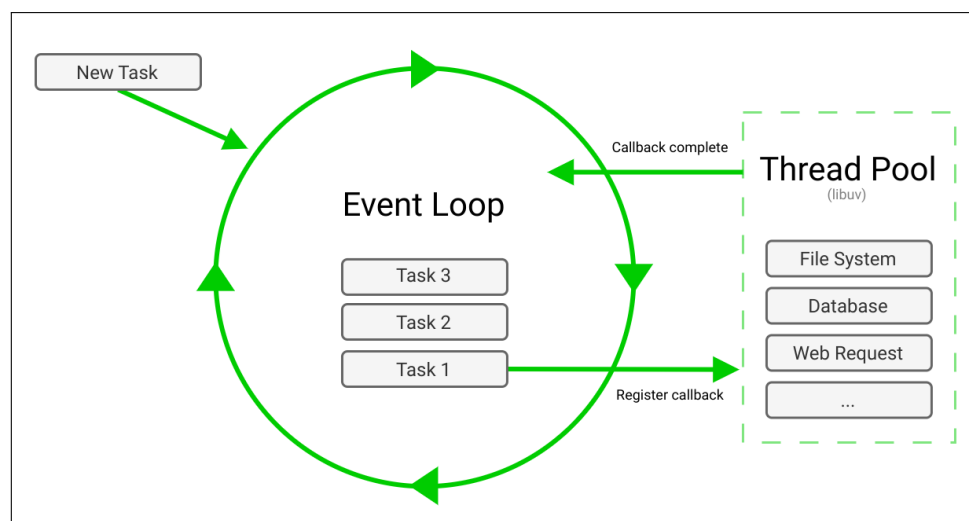 New Task
Event Loop
Task 3
Task 2
Task 1
Callback complete
Register callback
Thread Pool
(libuv)
File System
Database
Web Request
...